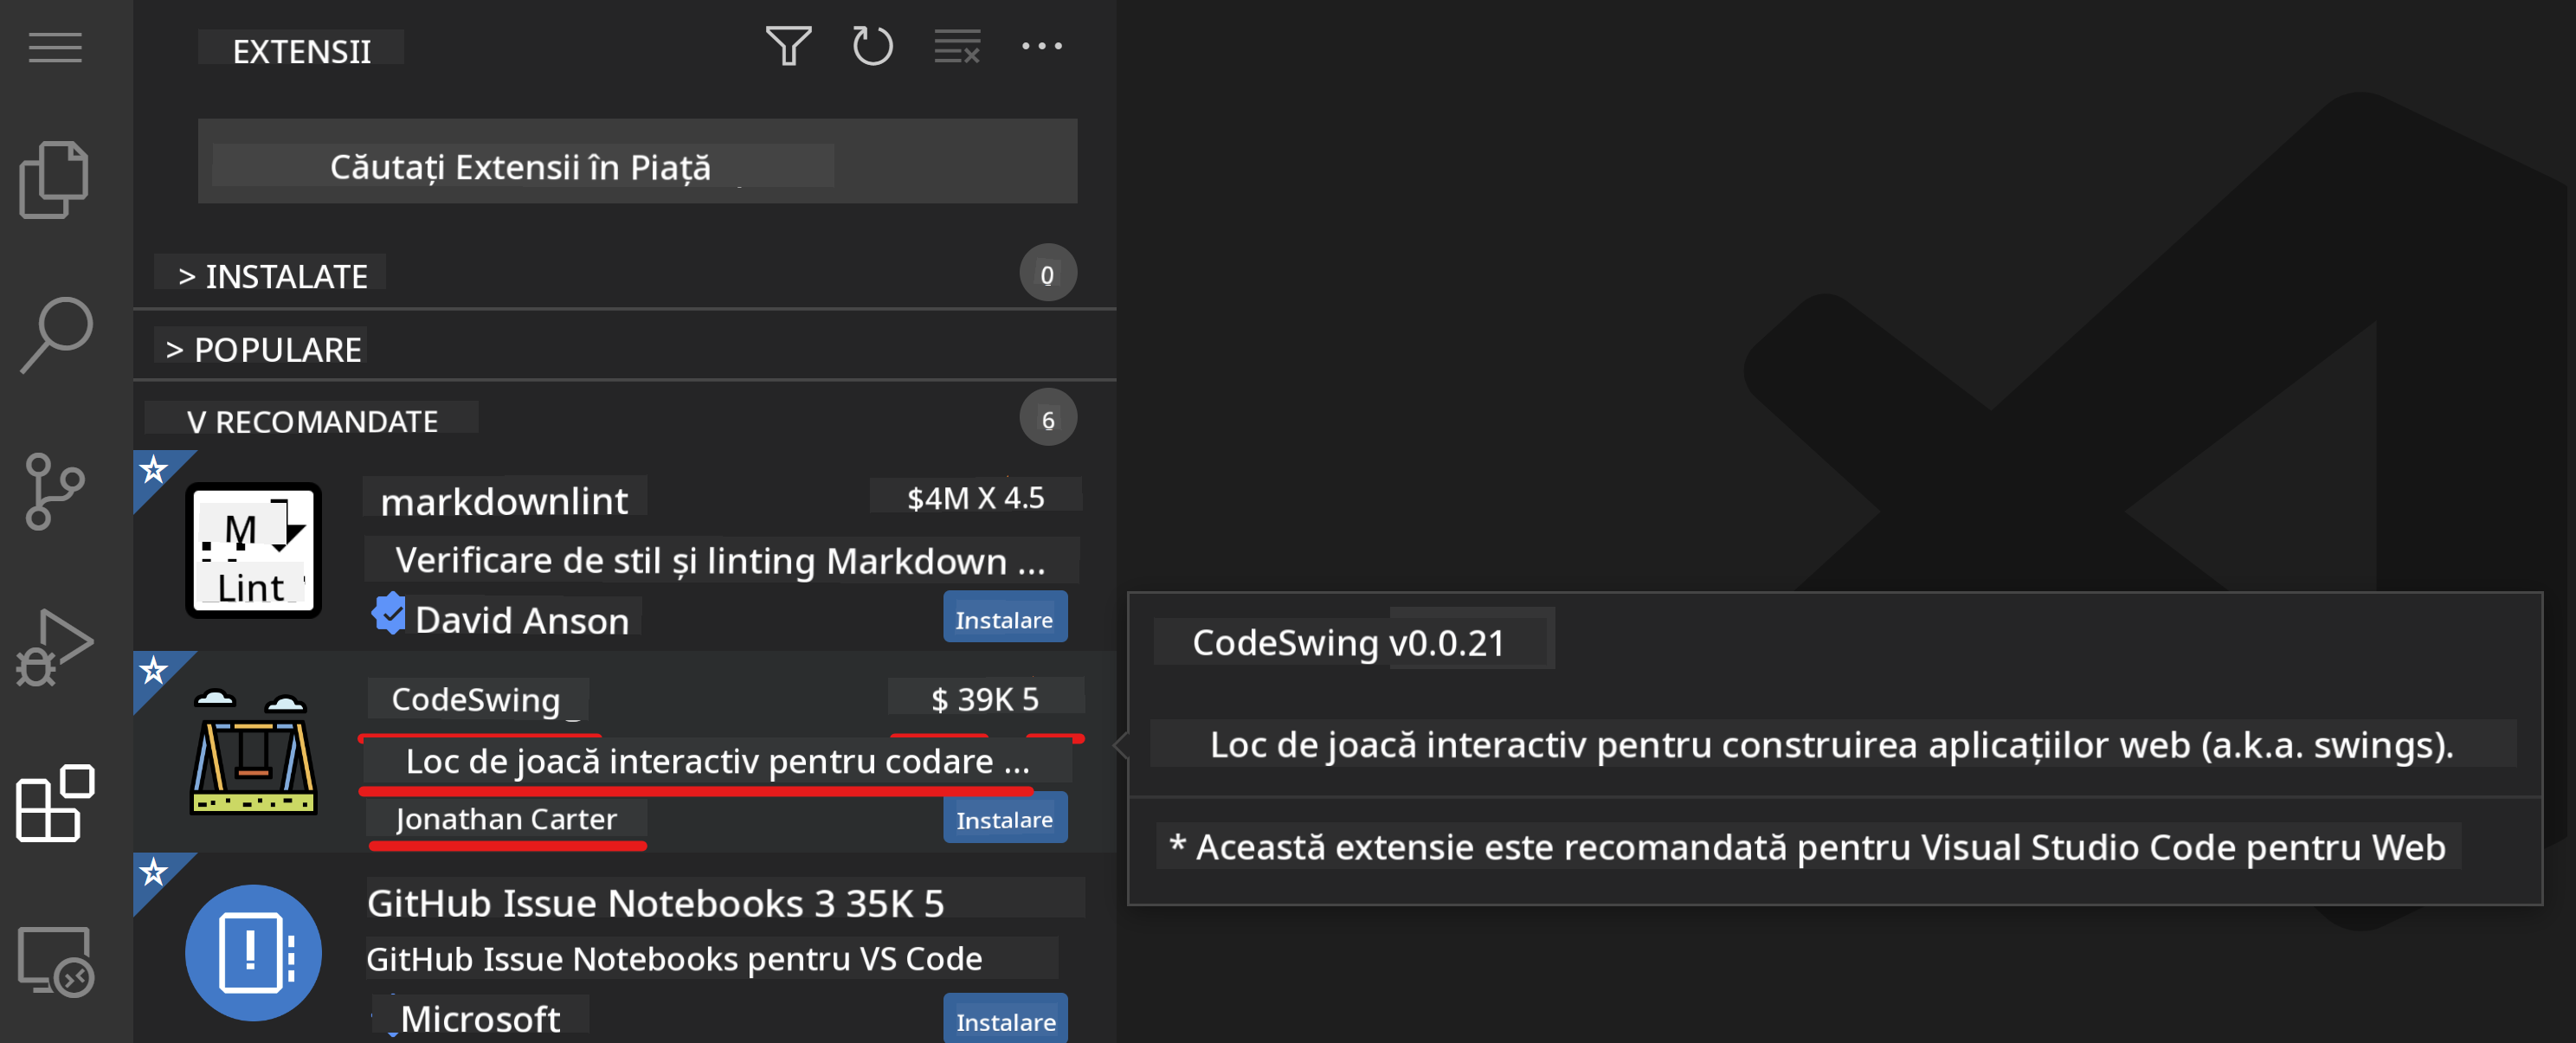 EXTENSII
Căutați Extensii în Piață
> INSTALATE
0
> POPULARE
V RECOMANDATE
6
M
Lint
markdownlint
$4M X 4.5
Verificare de stil și linting Markdown ...
David Anson
Instalare
CodeSwing
$ 39K 5
Loc de joacă interactiv pentru codare ...
Jonathan Carter
Instalare
GitHub Issue Notebooks 3 35K 5
GitHub Issue Notebooks pentru VS Code
Microsoft
Instalare
CodeSwing v0.0.21
Loc de joacă interactiv pentru construirea aplicațiilor web (a.k.a. swings).
* Această extensie este recomandată pentru Visual Studio Code pentru Web